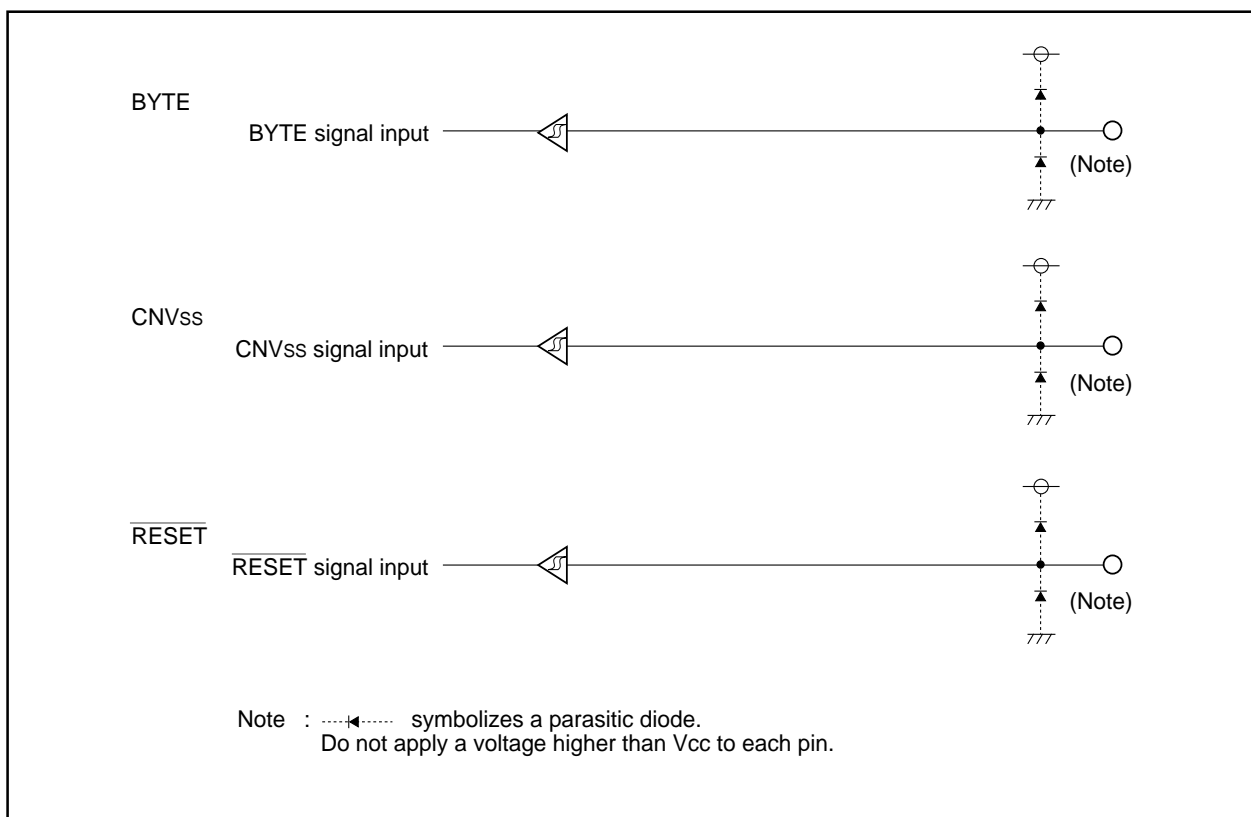 BYTE
BYTE signal input
(Note)
CNVss
CNVss signal input
(Note)
RESET
RESET signal input
(Note)
Note : symbolizes a parasitic diode.
Do not apply a voltage higher than Vcc to each pin.